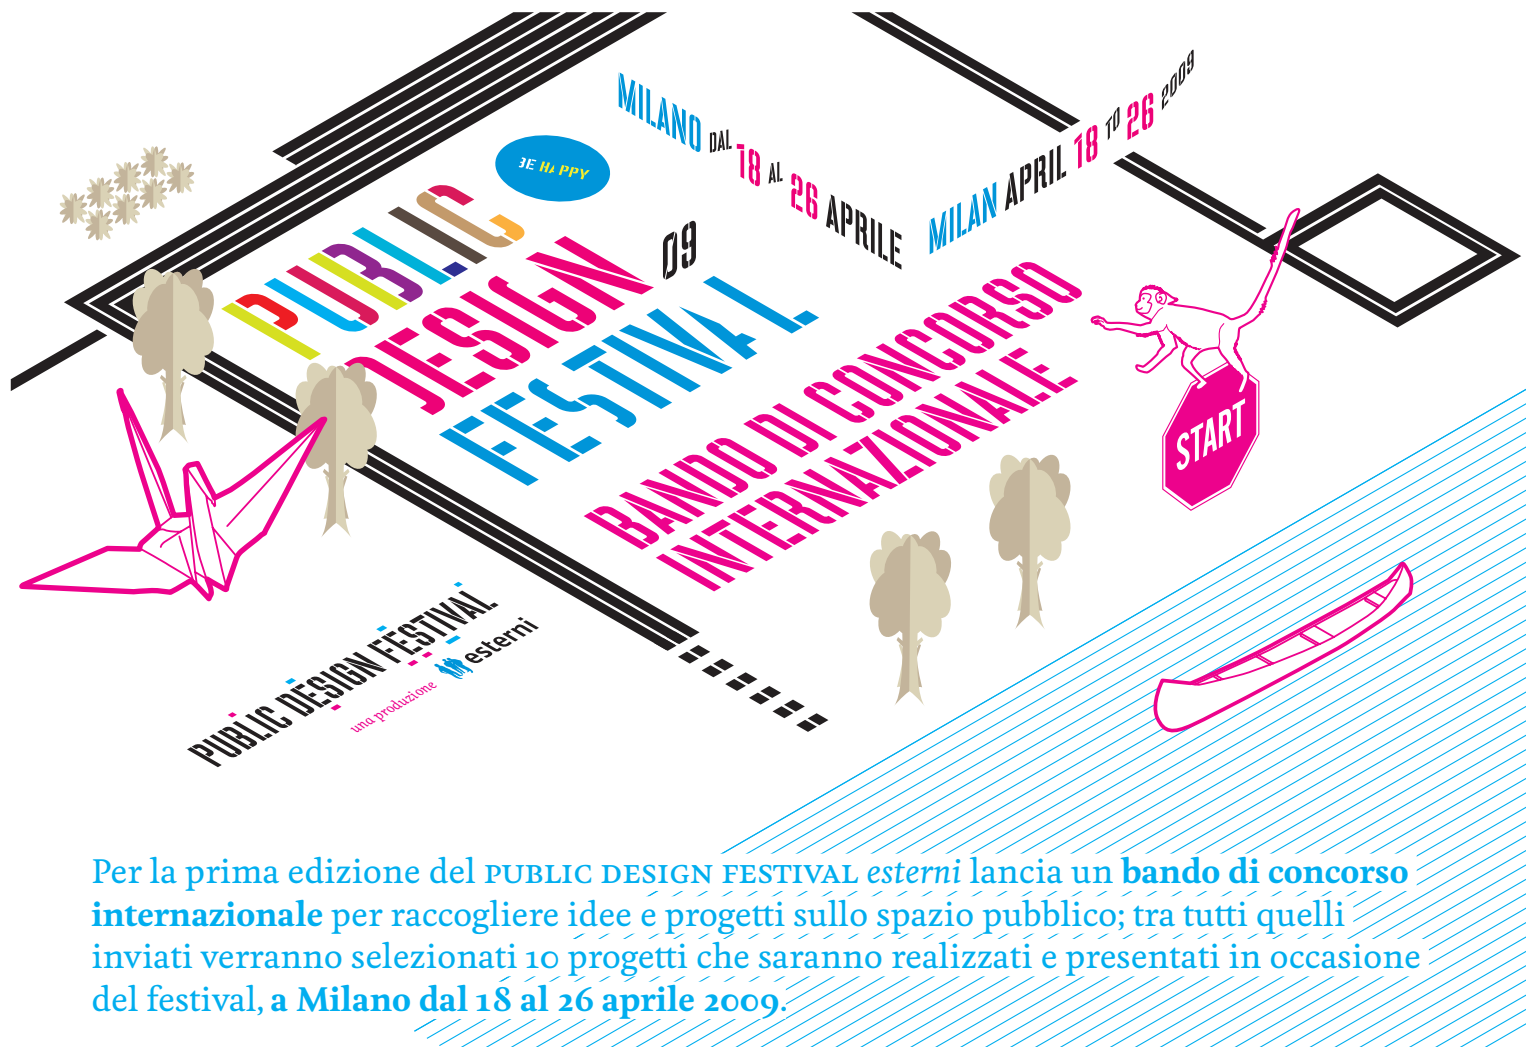 MILANO DAL 18 AL 26 APRILE
MILAN APRIL 18 TO 26 2009
BE HAPPY
PUBLIC
DESIGN 09
FESTIVAL
BANDO DI CONCORSO
INTERNAZIONALE
START
PUBLIC DESIGN FESTIVAL
una produzione esterni
Per la prima edizione del PUBLIC DESIGN FESTIVAL esterni lancia un bando di concorso
internazionale per raccogliere idee e progetti sullo spazio pubblico; tra tutti quelli
inviati verranno selezionati 10 progetti che saranno realizzati e presentati in occasione
del festival, a Milano dal 18 al 26 aprile 2009.